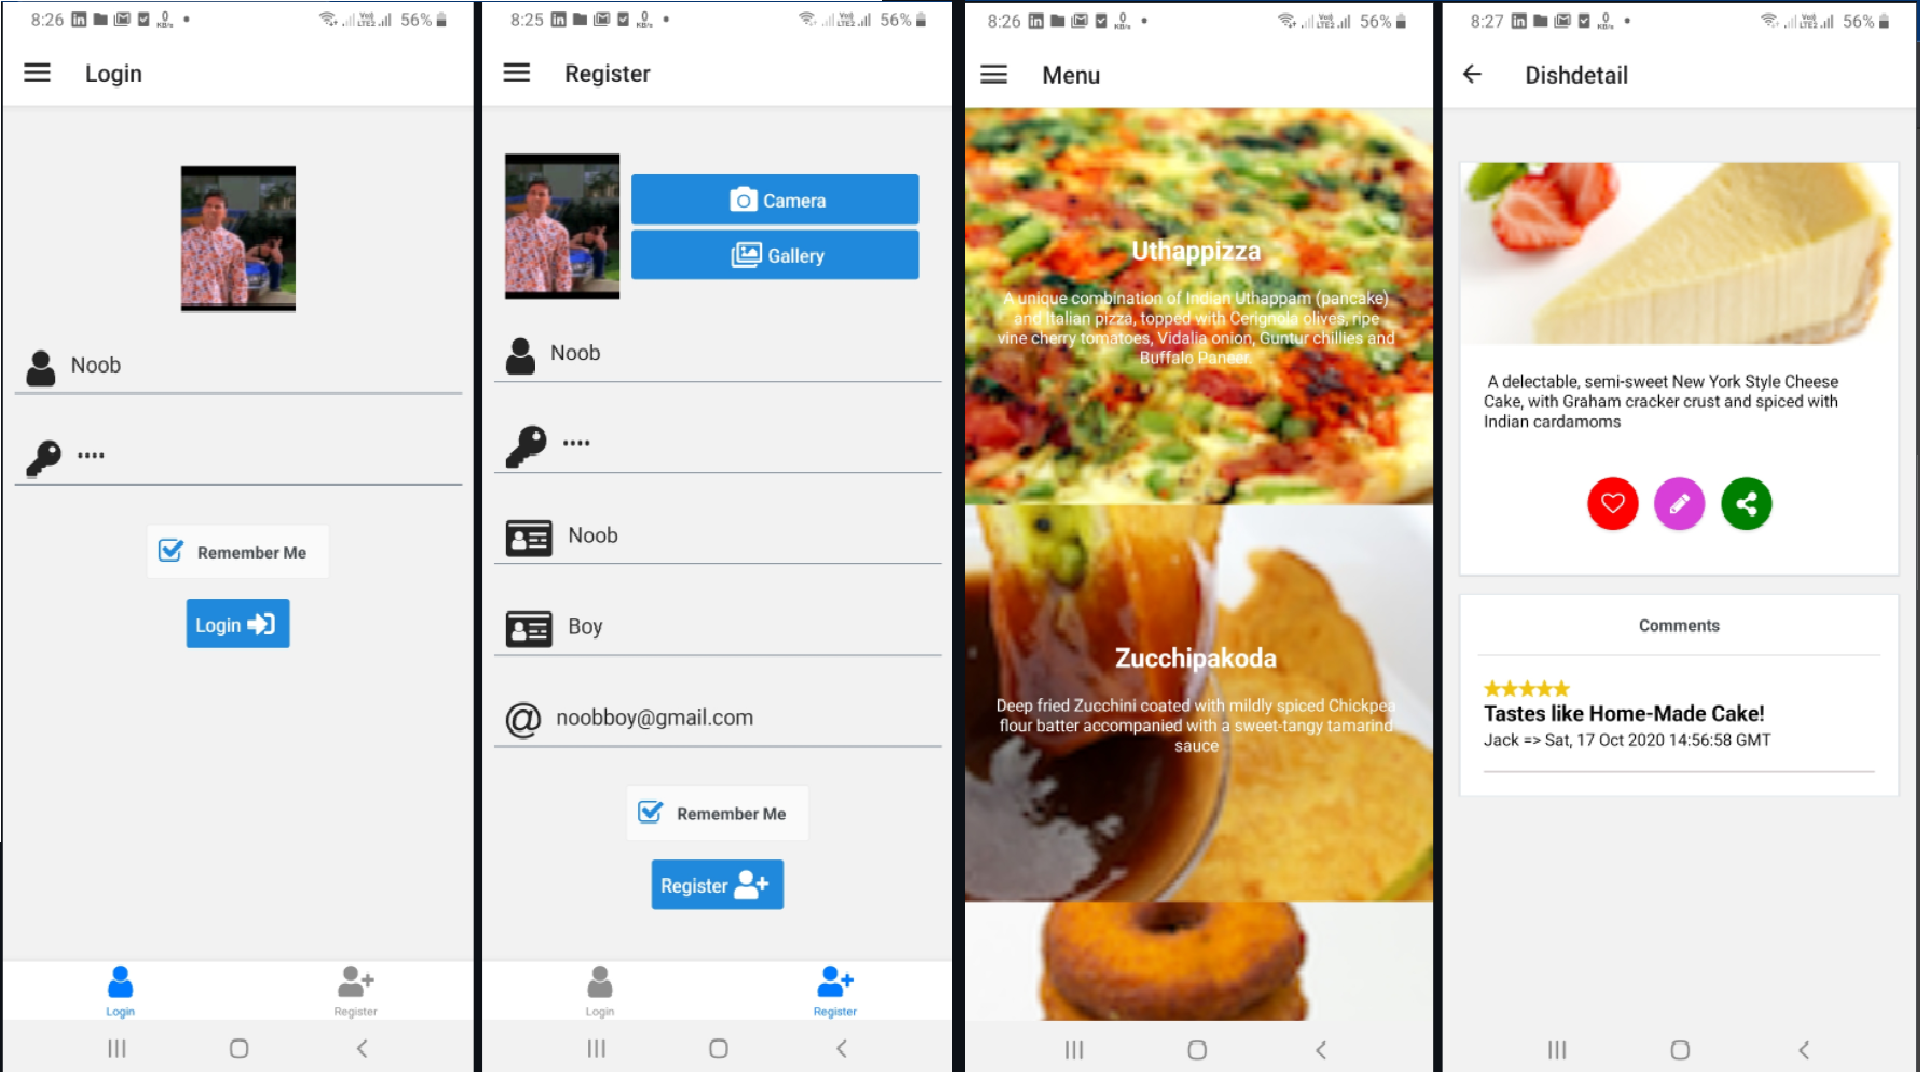 8:26
56%
Login
Noob
••••
Remember Me
Login
Login
Register
8:25
56%
Register
Camera
Gallery
Noob
••••
Noob
Boy
@ noobboy@gmail.com
Remember Me
Register
Login
Register
8:26
56%
Menu
Uthappizza
A unique combination of Indian Uthappam (pancake)
and Italian pizza, topped with Cerignola olives, ripe
vine cherry tomatoes, Vidalia onion, Guntur chillies and
Buffalo Paneer.
Zucchipakoda
Deep fried Zucchini coated with mildly spiced Chickpea
flour batter accompanied with a sweet-tangy tamarind
sauce
8:27
56%
Dishdetail
A delectable, semi-sweet New York Style Cheese
Cake, with Graham cracker crust and spiced with
Indian cardamoms
Comments
Tastes like Home-Made Cake!
Jack => Sat, 17 Oct 2020 14:56:58 GMT